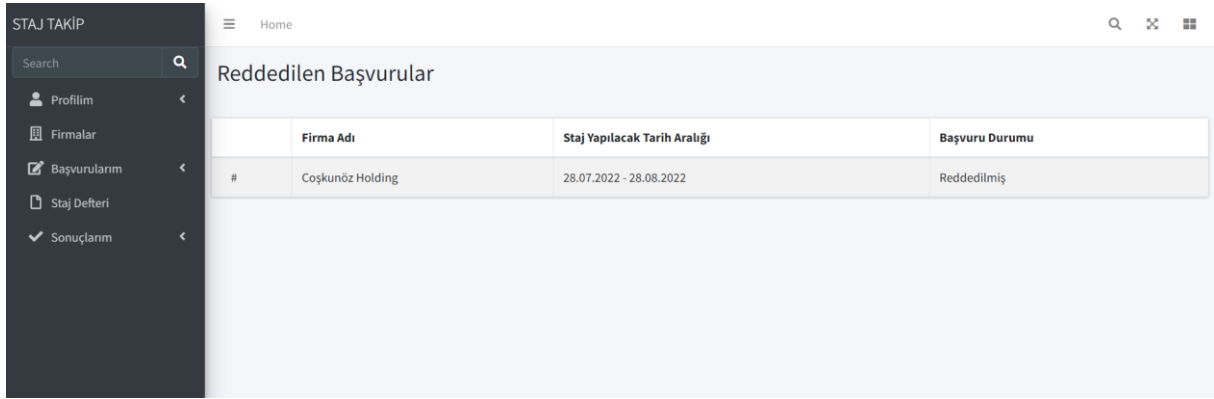 STAJ TAKİP
Home
Search
Profilim
Firmalar
Başvurularım
Staj Defteri
Sonuçlarım
Reddedilen Başvurular
Firma Adı Staj Yapılacak Tarih Aralığı Başvuru Durumu
# Coşkunöz Holding 28.07.2022 - 28.08.2022 Reddedilmiş